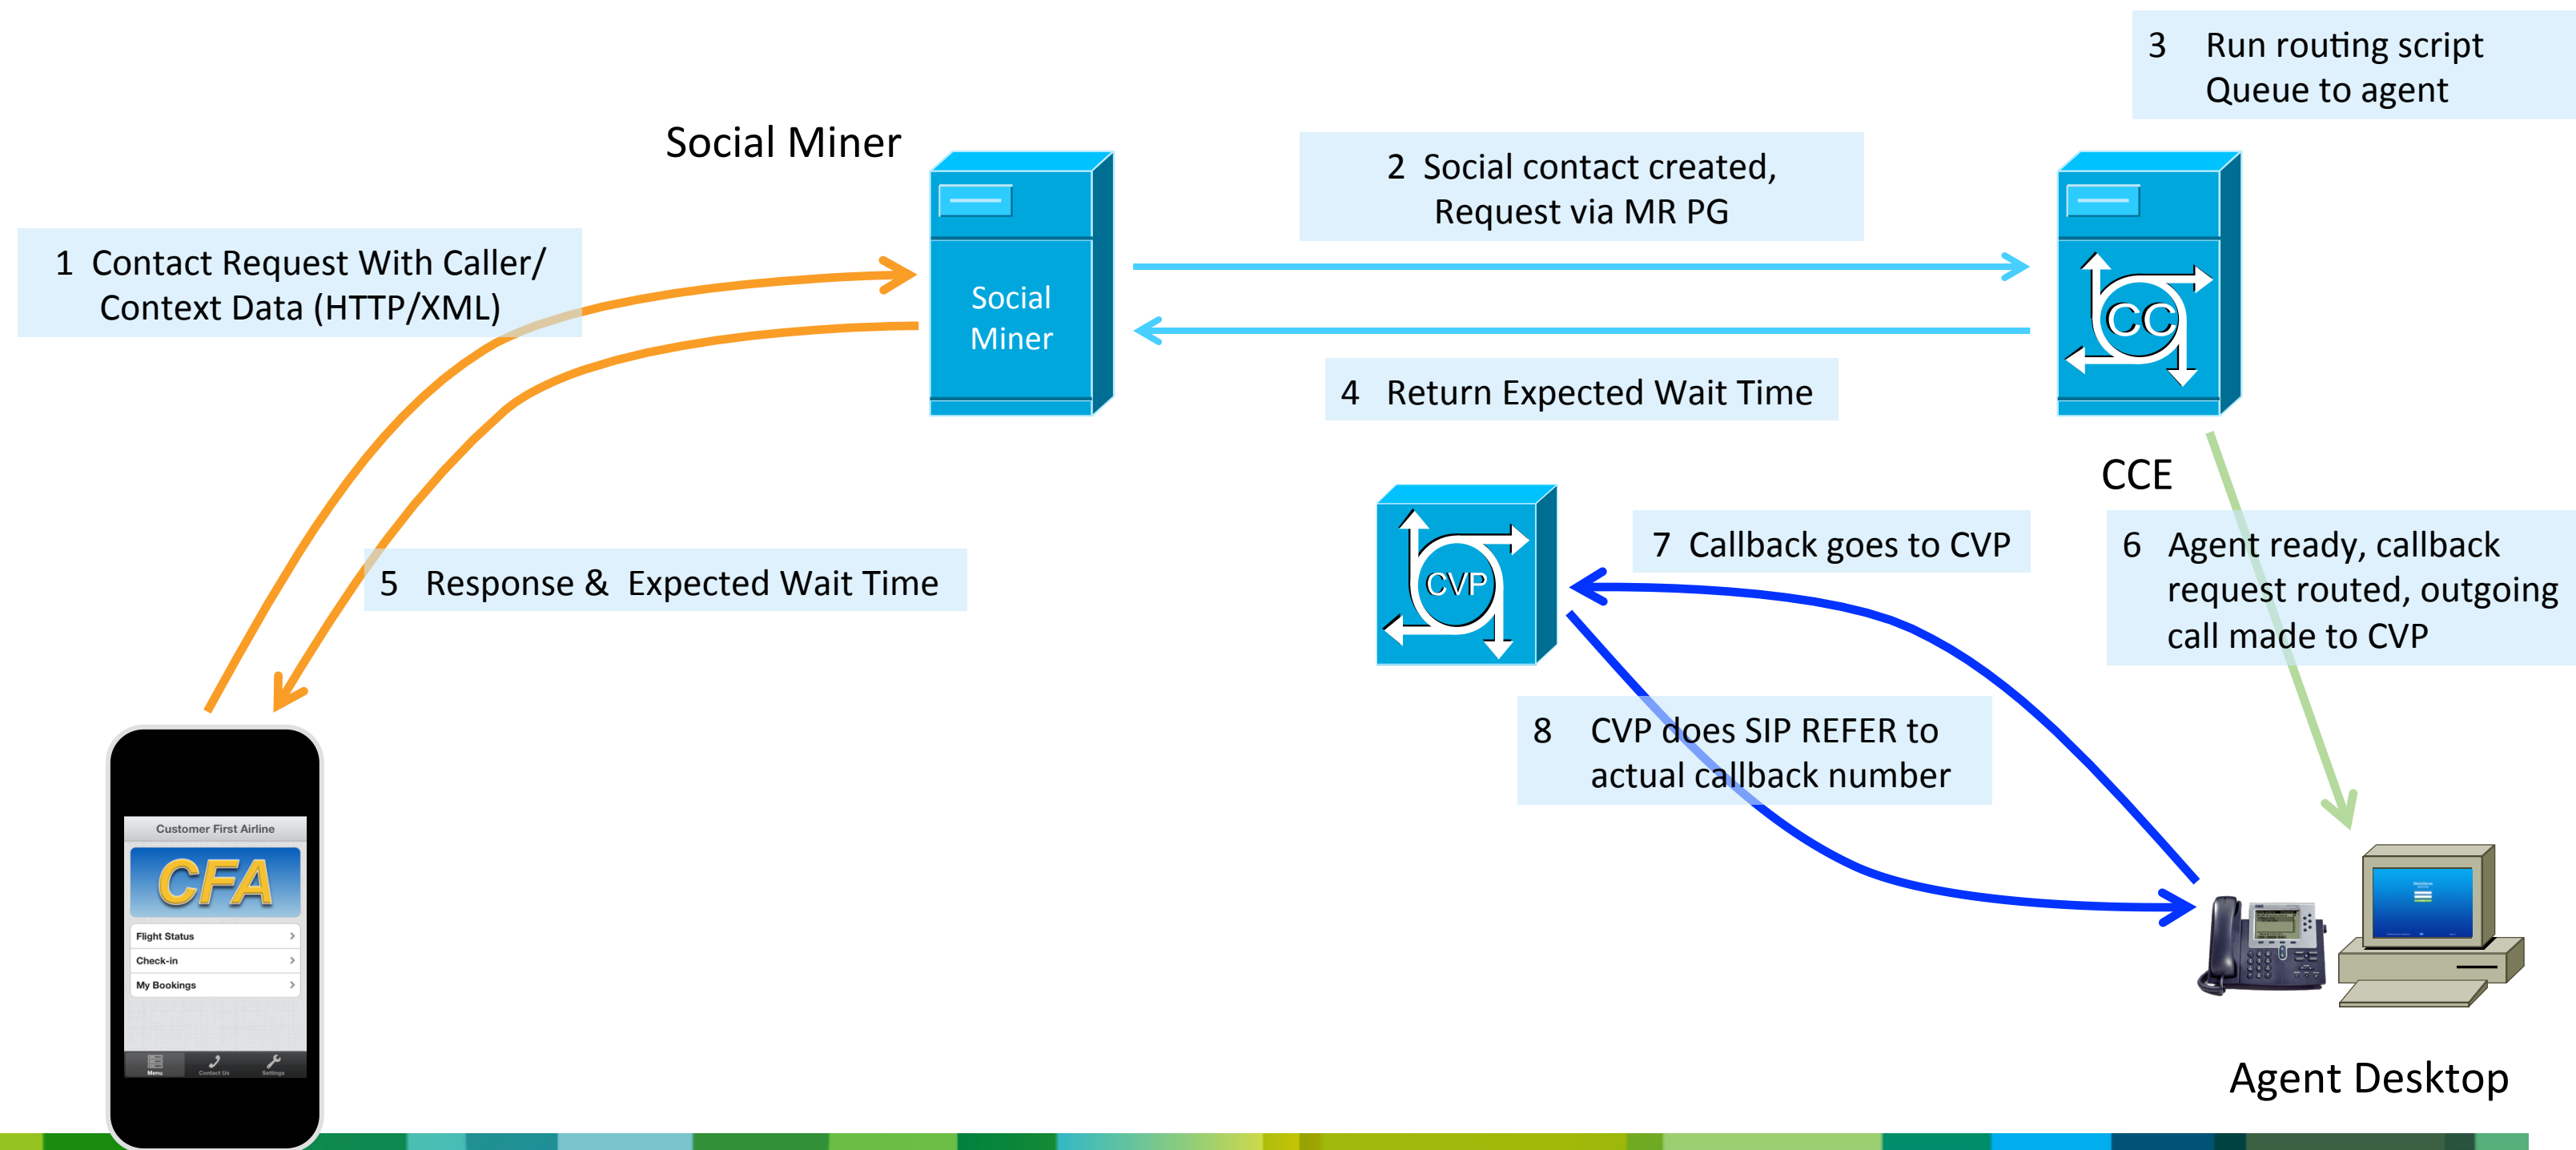 3 Run routing script
Queue to agent
Social Miner
2 Social contact created,
Request via MR PG
1 Contact Request With Caller/
Context Data (HTTP/XML)
Social
Miner
CC
4 Return Expected Wait Time
CCE
7 Callback goes to CVP
CVP
6 Agent ready, callback
request routed, outgoing
call made to CVP
5 Response & Expected Wait Time
8 CVP does SIP REFER to
actual callback number
Customer First Airline
CFA
Flight Status
Check-in
My Bookings
Menu Contact Us Settings
Agent Desktop